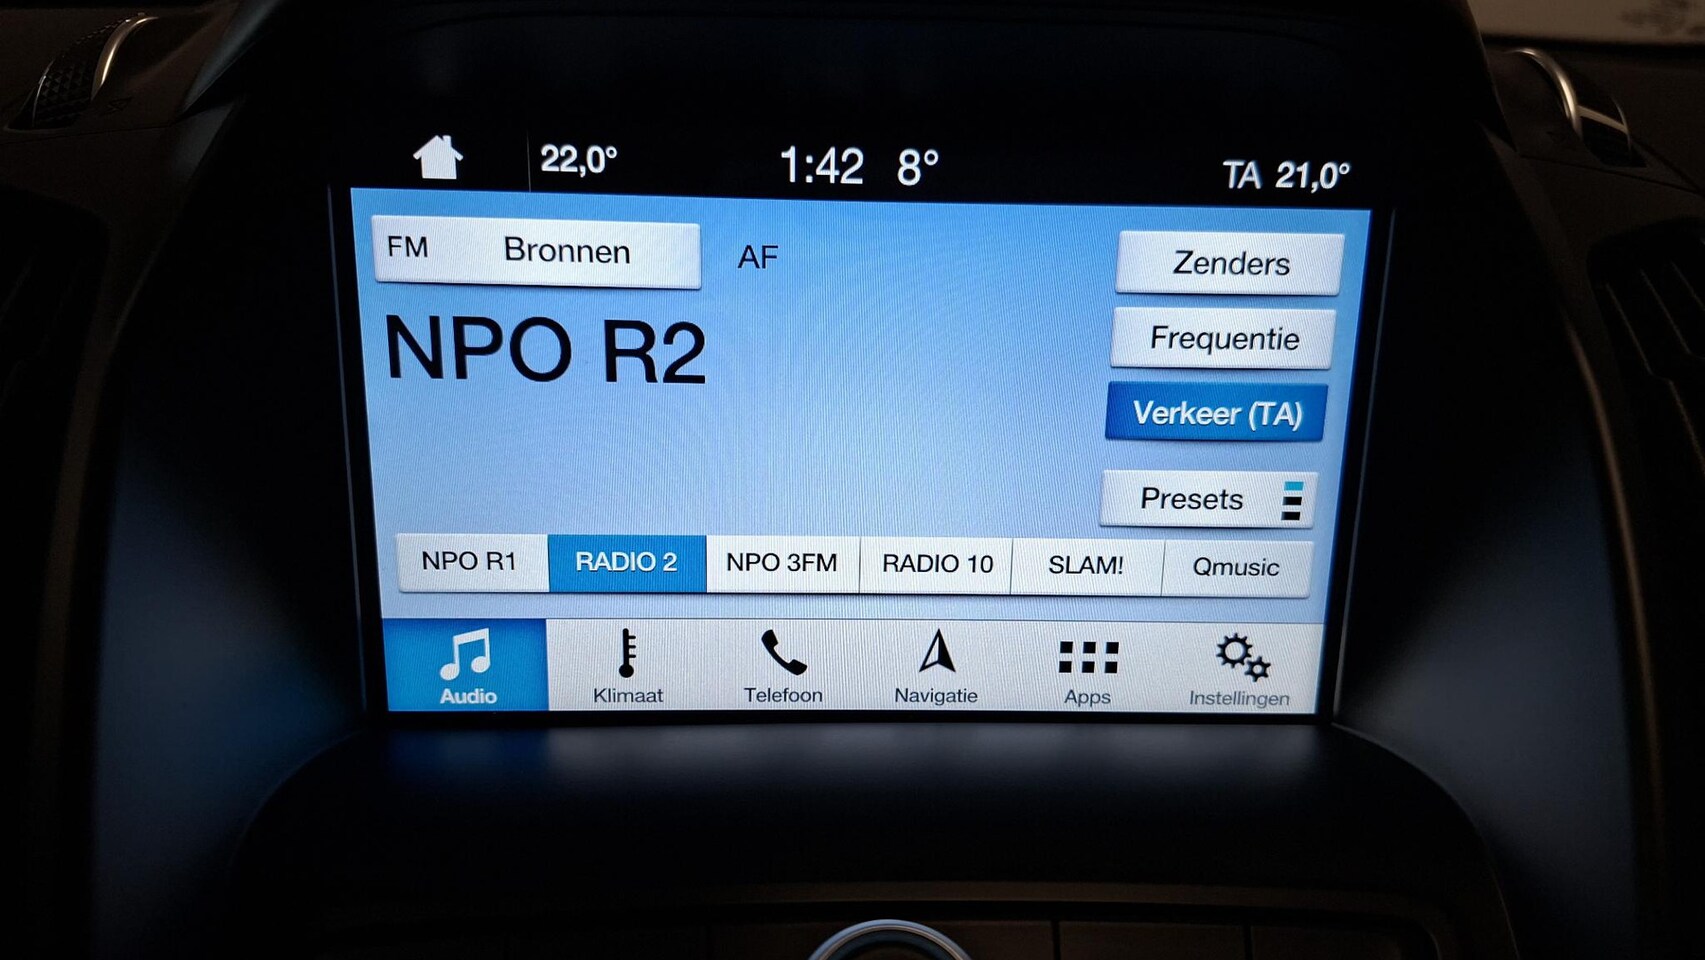 22,0° 1:42 8° TA 21,0°
FM Bronnen AF Zenders
NPO R2
Frequentie
Verkeer (TA)
Presets
NPO R1 RADIO 2 NPO 3FM RADIO 10 SLAM! Qmusic
Audio Klimaat Telefoon Navigatie Apps Instellingen